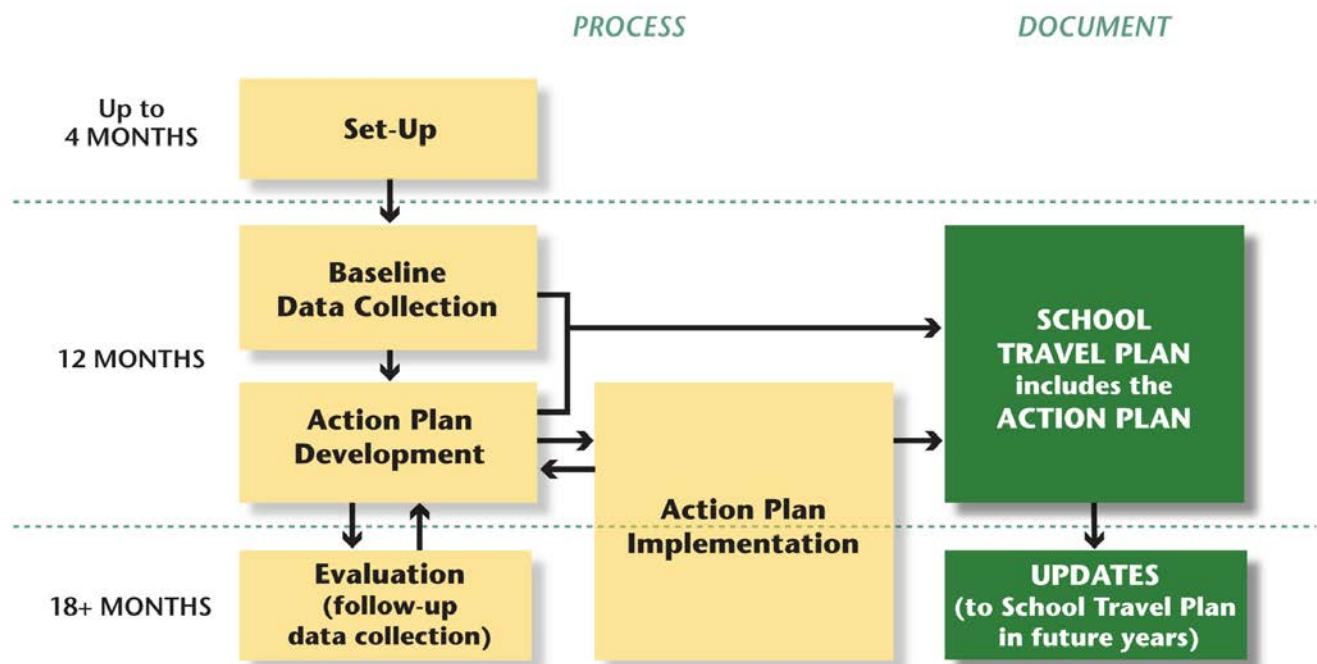 PROCESS
DOCUMENT
Up to
4 MONTHS
Set-Up
12 MONTHS
Baseline
Data Collection
Action Plan
Development
Action Plan
Implementation
SCHOOL
TRAVEL PLAN
includes the
ACTION PLAN
18+ MONTHS
Evaluation
(follow-up
data collection)
UPDATES
(to School Travel Plan
in future years)